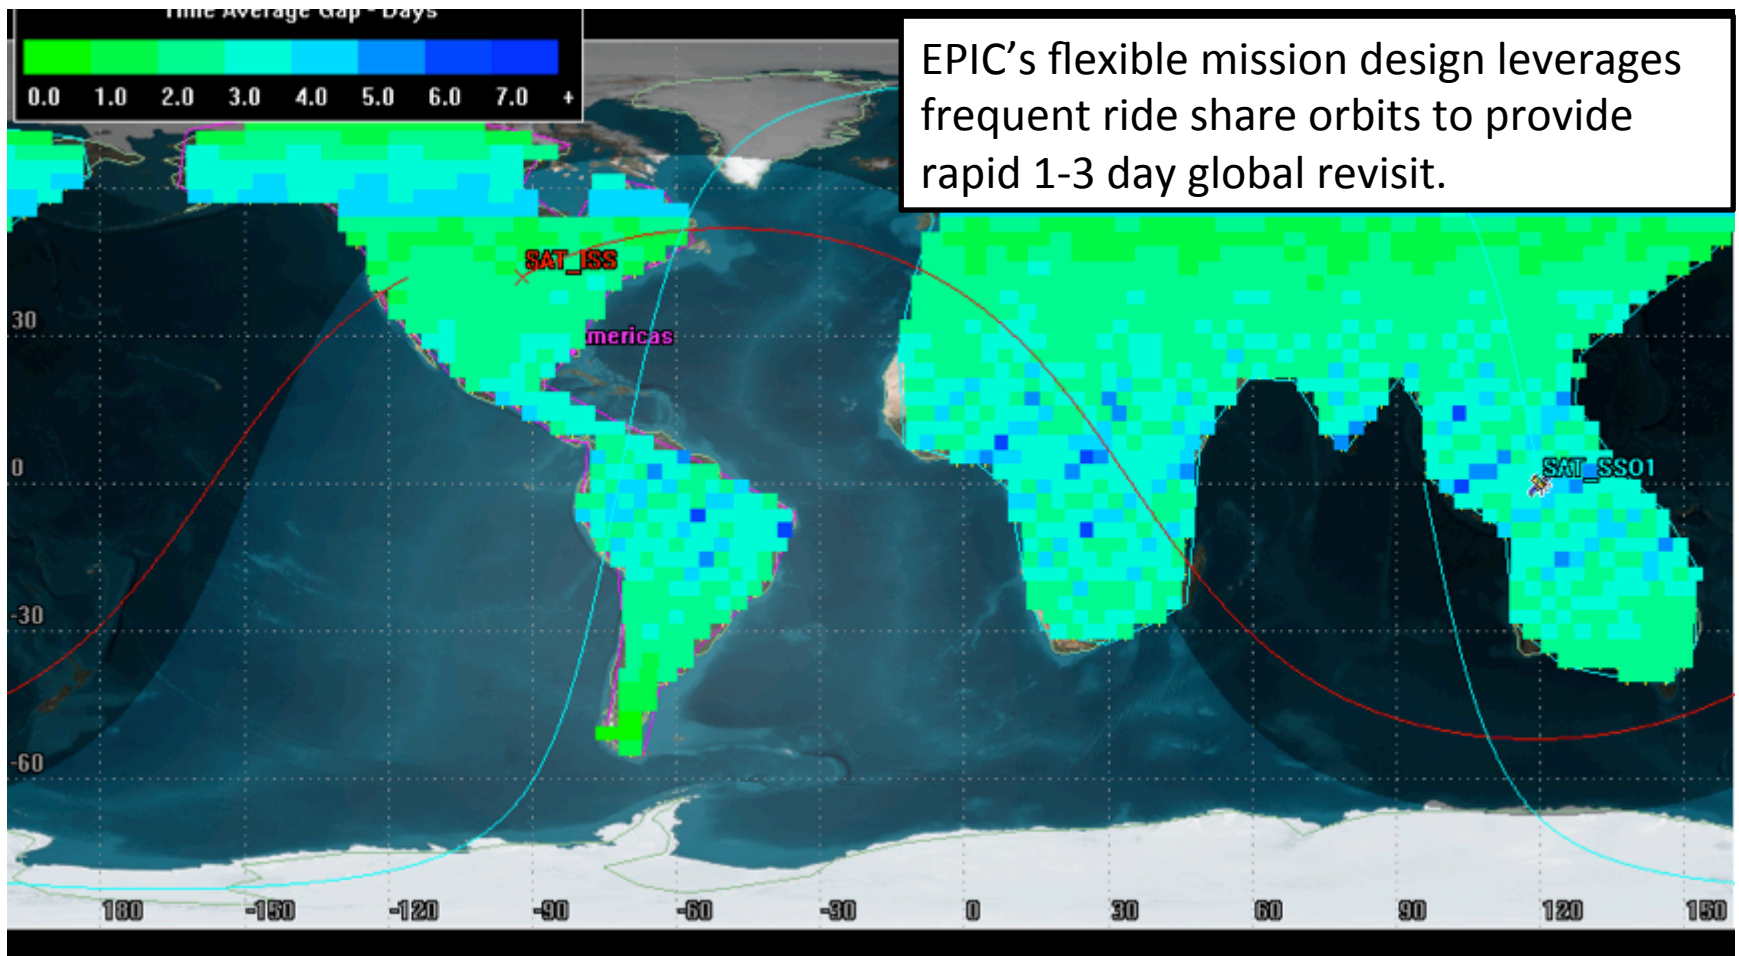 Time Average Gap - Days
0.0 1.0 2.0 3.0 4.0 5.0 6.0 7.0 +
EPIC’s flexible mission design leverages
frequent ride share orbits to provide
rapid 1-3 day global revisit.
SAT_ISS
30
mericas
0
SAT_SSO1
-30
-60
180 -150 -120 -90 -60 -30 0 30 60 90 120 150